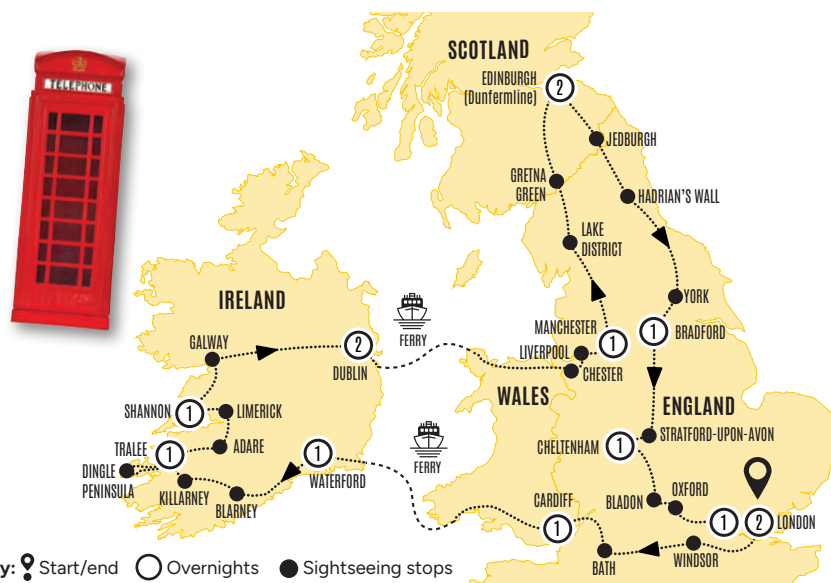 TELEPHONE
SCOTLAND
EDINBURGH
(Dunfermline)
2
JEDBURGH
GRETNA
GREEN
HADRIAN'S WALL
LAKE
DISTRICT
YORK
IRELAND
FERRY
MANCHESTER
1
1
BRADFORD
GALWAY
2
DUBLIN
LIVERPOOL
CHESTER
WALES
ENGLAND
SHANNON
1
LIMERICK
STRATFORD-UPON-AVON
TRALEE
1
ADARE
1
FERRY
CHELTENHAM
1
DINGLE
PENINSULA
KILLARNEY
BLARNEY
WATERFORD
CARDIFF
1
BLADON
OXFORD
1
2
LONDON
BATH
WINDSOR
y: Start/end Overnights Sightseeing stops